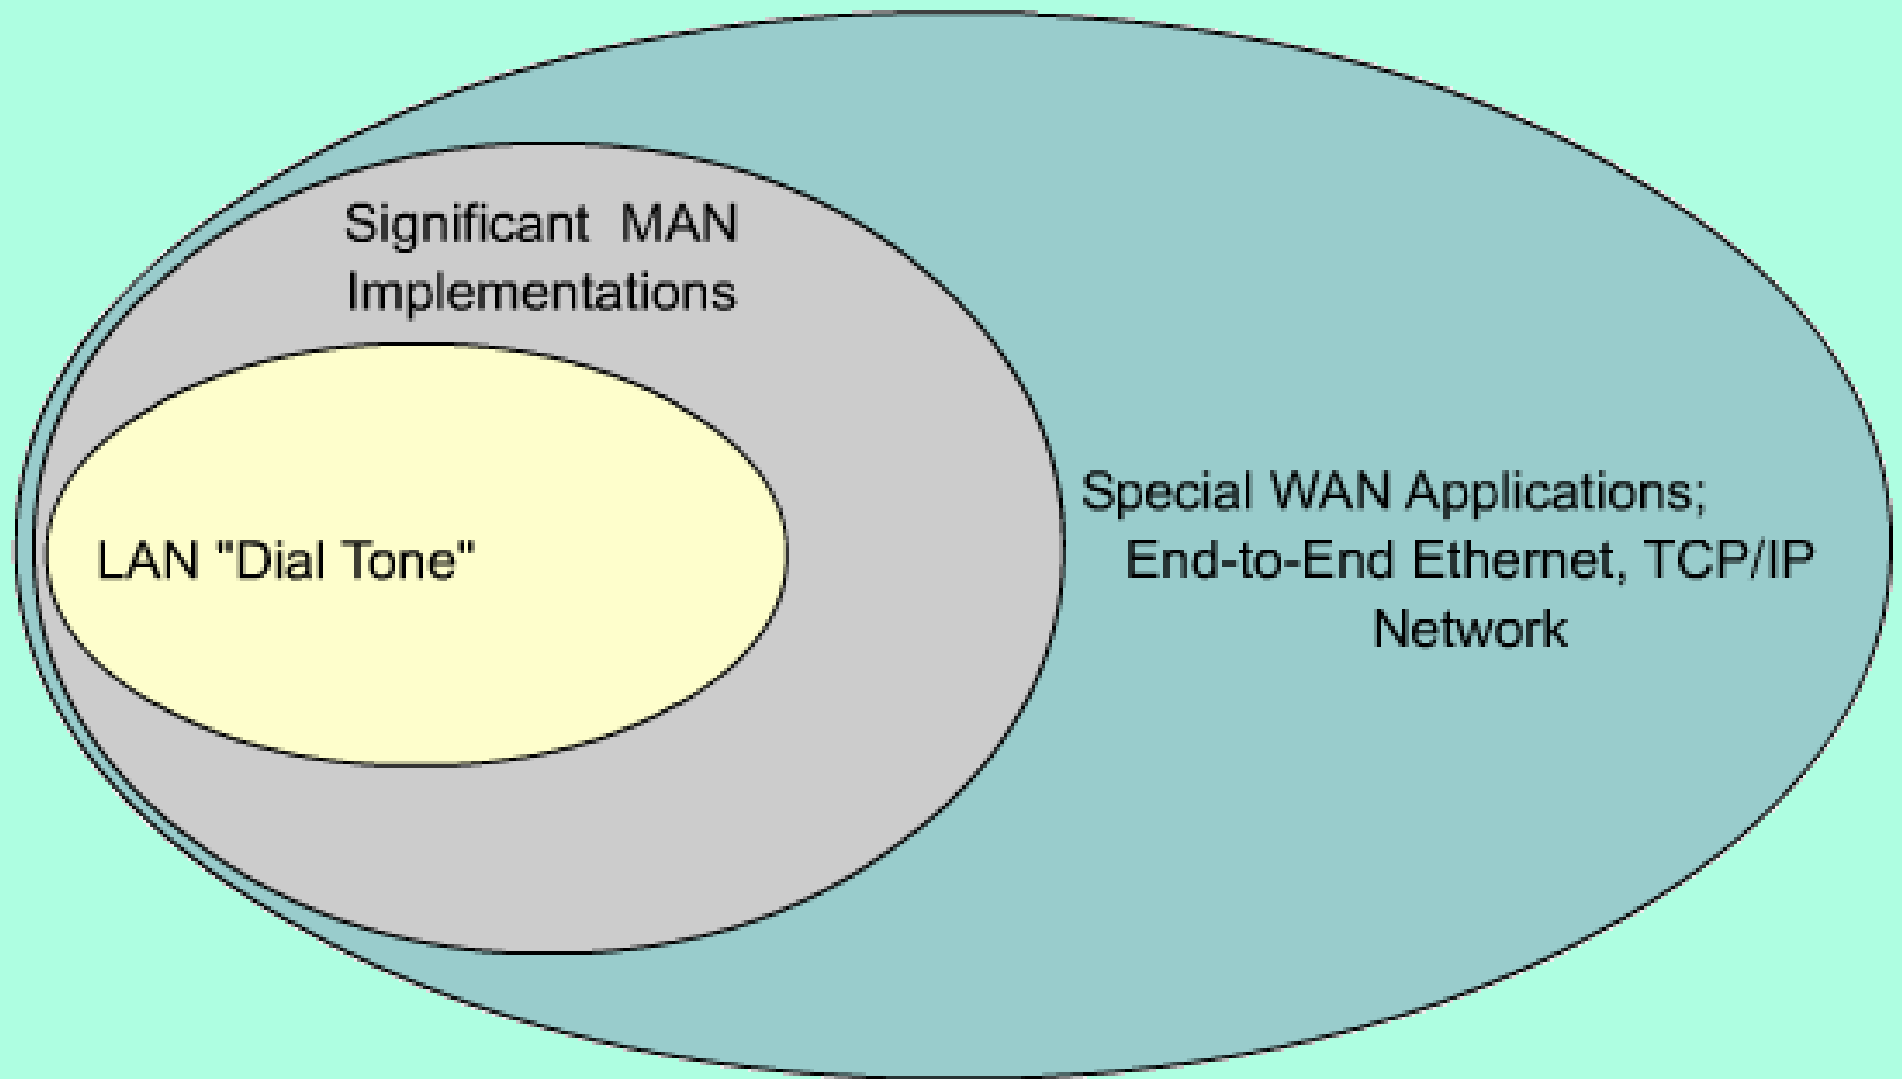 Significant MAN
Implementations
LAN "Dial Tone"
Special WAN Applications;
End-to-End Ethernet, TCP/IP
Network